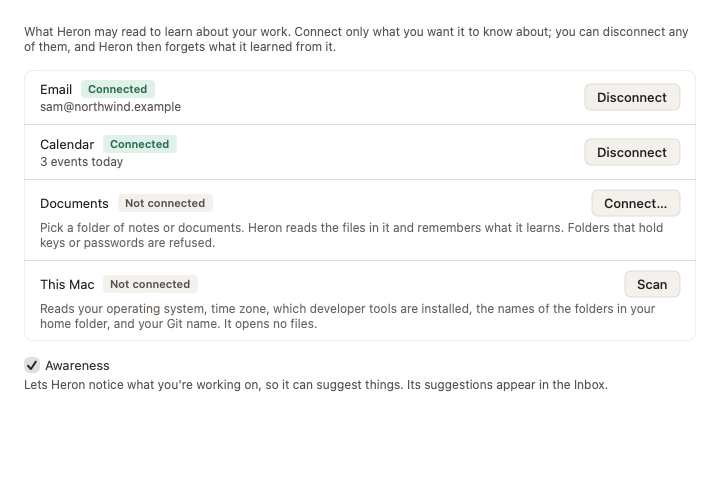 What Heron may read to learn about your work. Connect only what you want it to know about; you can disconnect any
of them, and Heron then forgets what it learned from it.
Email Connected
sam@northwind.example
Disconnect
Calendar Connected
3 events today
Disconnect
Documents Not connected
Connect...
Pick a folder of notes or documents. Heron reads the files in it and remembers what it learns. Folders that hold
keys or passwords are refused.
This Mac Not connected
Scan
Reads your operating system, time zone, which developer tools are installed, the names of the folders in your
home folder, and your Git name. It opens no files.
Awareness
Lets Heron notice what you're working on, so it can suggest things. Its suggestions appear in the Inbox.